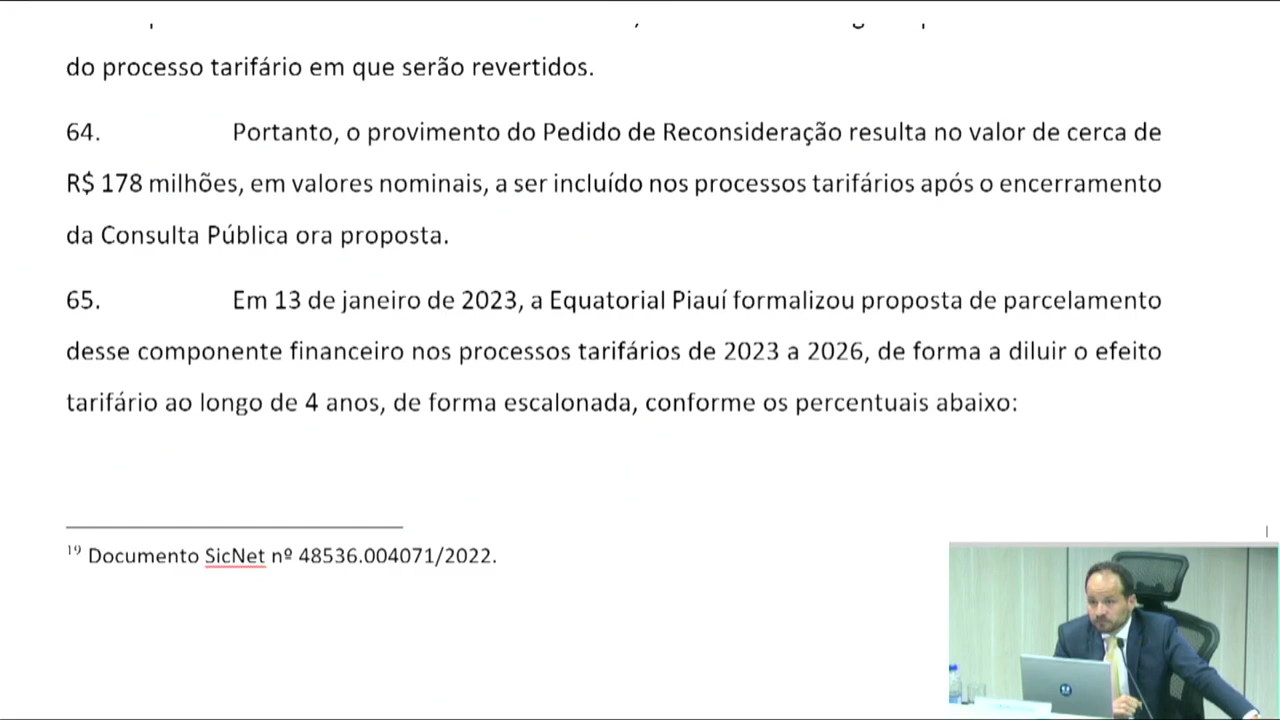 do processo tarifário em que serão revertidos.
64. Portanto, o provimento do Pedido de Reconsideração resulta no valor de cerca de
R$ 178 milhões, em valores nominais, a ser incluído nos processos tarifários após o encerramento
da Consulta Pública ora proposta.
65. Em 13 de janeiro de 2023, a Equatorial Piauí formalizou proposta de parcelamento
desse componente financeiro nos processos tarifários de 2023 a 2026, de forma a diluir o efeito
tarifário ao longo de 4 anos, de forma escalonada, conforme os percentuais abaixo:
19 Documento SicNet nº 48536.004071/2022.